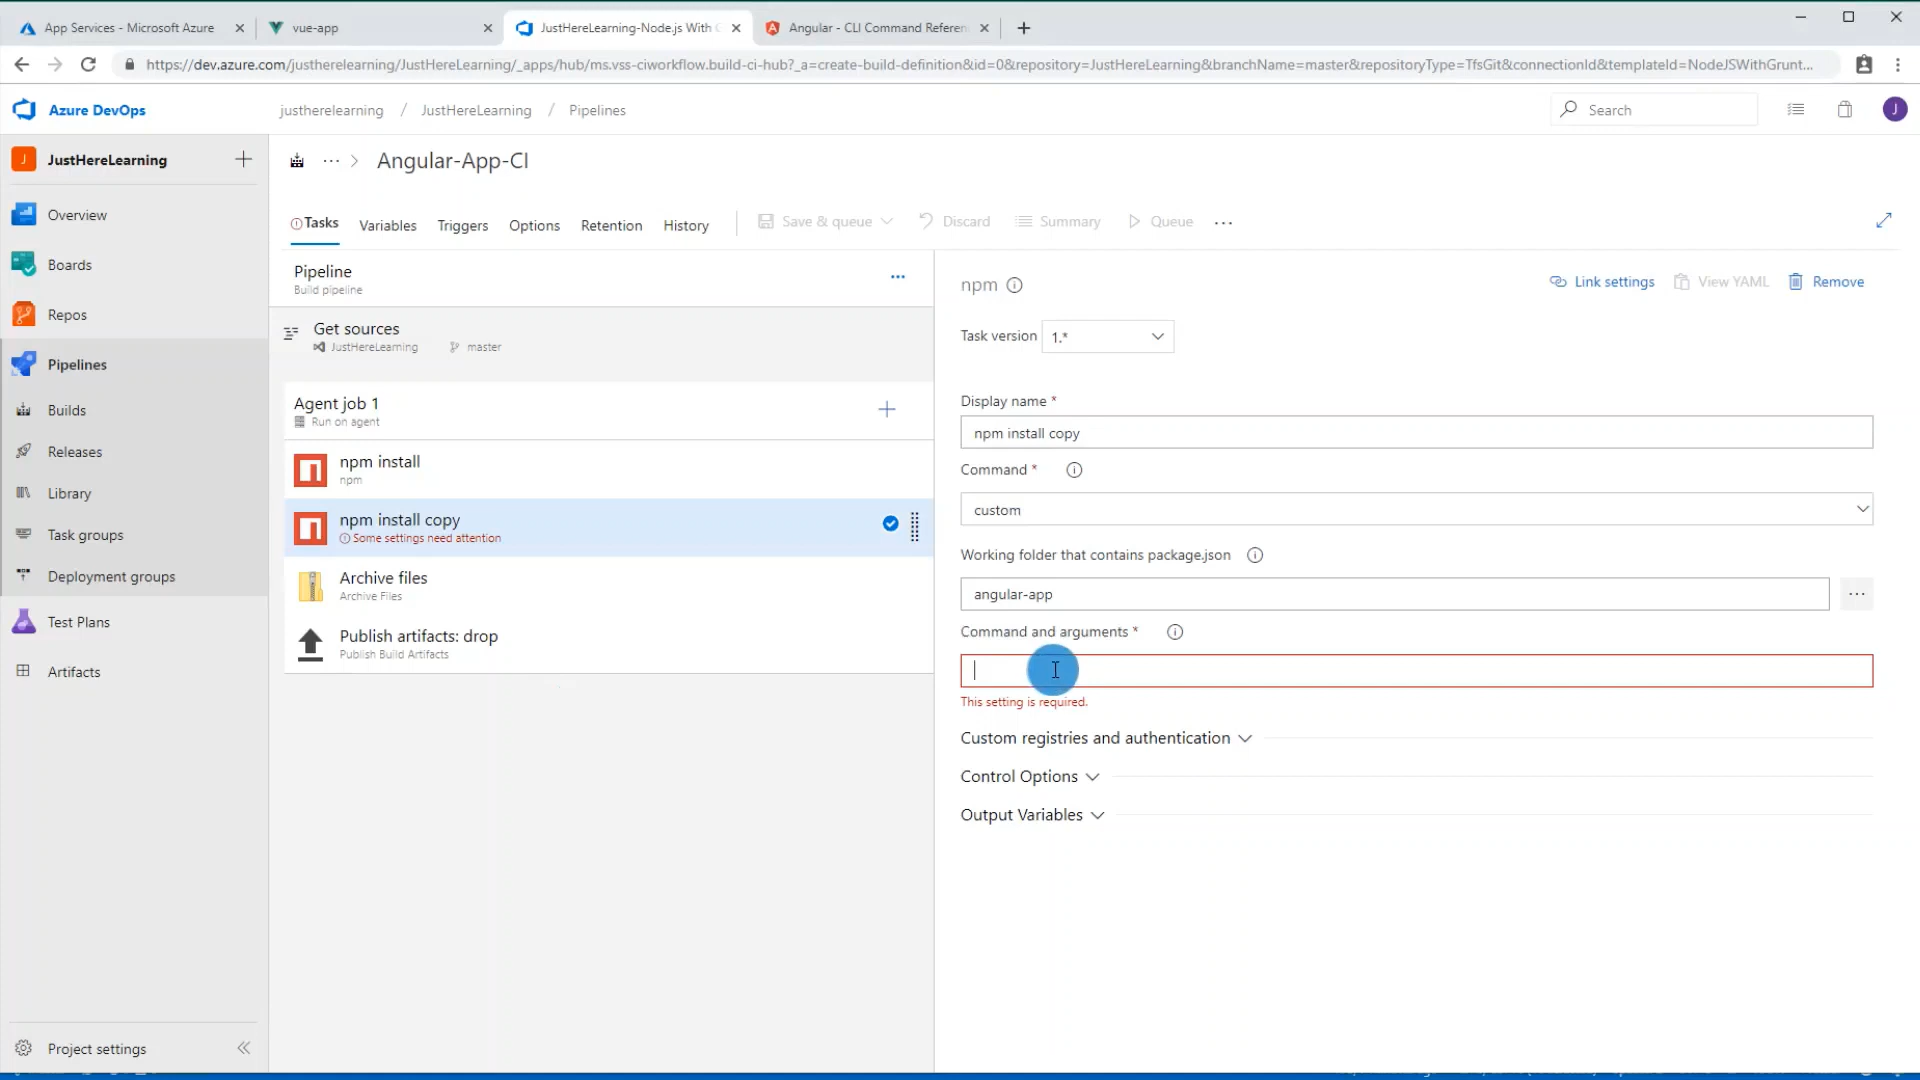 App Services - Microsoft Azure
vue-app
JustHereLearning-Node.js With G
Angular - CLI Command Referen
https://dev.azure.com/justherelearning/JustHereLearning/_apps/hub/ms.vss-ciworkflow.build-ci-hub?_a=create-build-definition&id=0&repository=JustHereLearning&branchName=master&repositoryType=TfsGit&connectionId&templateId=NodeJSWithGrunt...
Azure DevOps
justherelearning / JustHereLearning / Pipelines
Search
J
J JustHereLearning
Overview
Boards
Repos
Pipelines
Builds
Releases
Library
Task groups
Deployment groups
Test Plans
Artifacts
Project settings
... > Angular-App-CI
Tasks Variables Triggers Options Retention History
Save & queue Discard Summary Queue ...
Pipeline
Build pipeline
...
Get sources
JustHereLearning master
Agent job 1
Run on agent
npm install
npm
npm install copy
Some settings need attention
Archive files
Archive Files
Publish artifacts: drop
Publish Build Artifacts
npm
Link settings View YAML Remove
Task version 1.*
Display name *
npm install copy
Command *
custom
Working folder that contains package.json
angular-app
...
Command and arguments *
This setting is required.
Custom registries and authentication
Control Options
Output Variables